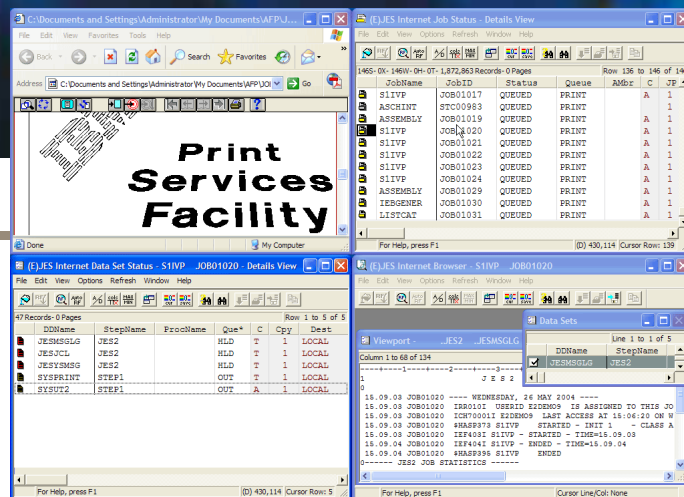 C:\Documents and Settings\Administrator\My Documents\AFP\J...
File Edit View Favorites Tools Help
Back Search Favorites
Address C:\Documents and Settings\Administrator\My Documents\AFP\JOI Go
Print
Services
Facility
Done My Computer
(E)JES Internet Job Status - Details View
File Edit View Options Refresh Window Help
146S- 0X- 146W- 0H- 0T- 1,872,863 Records- 0 Pages Row 136 to 146 of 146
JobName JobID Status Queue AMbr C JP
S1IVP JOB01017 QUEUED PRINT A 1
ASCHINT STC00983 QUEUED PRINT A 1
ASSEMBLY JOB01019 QUEUED PRINT A 1
S1IVP JOB01020 QUEUED PRINT A 1
S1IVP JOB01021 QUEUED PRINT A 1
S1IVP JOB01022 QUEUED PRINT A 1
S1IVP JOB01023 QUEUED PRINT A 1
S1IVP JOB01024 QUEUED PRINT A 1
ASSEMBLY JOB01029 QUEUED PRINT A 1
IEBGENER JOB01030 QUEUED PRINT A 1
LISTCAT JOB01031 QUEUED PRINT A 1
For Help, press F1 (D) 430,114 Cursor Row: 139
(E)JES Internet Data Set Status - S1IVP JOB01020 - Details View
File Edit View Options Refresh Window Help
47 Records- 0 Pages Row 1 to 5 of 5
DDName StepName ProcName Que* C Cpy Dest
JESMSGLG JES2 HLD T 1 LOCAL
JESJCL JES2 HLD T 1 LOCAL
JESYSMSG JES2 HLD T 1 LOCAL
SYSPRINT STEP1 OUT T 1 LOCAL
SYSUT2 STEP1 OUT A 1 LOCAL
For Help, press F1 (D) 430,114 Cursor Row: 5
(E)JES Internet Browser - S1IVP JOB01020
File Edit View Options Refresh Window Help
Data Sets
Line 1 to 1 of 5
DDName StepName
JESMSGLG JES2
Viewport - ..JES2 ..JESMSGLG
Column 1 to 68 of 134
----+----1----+----2----+----3----
1 J E S 2
0
15.09.03 JOB01020 ---- WEDNESDAY, 26 MAY 2004 ----
15.09.03 JOB01020 IRR010I USERID E2DEMO9 IS ASSIGNED TO THIS JO
15.09.03 JOB01020 ICH70001I E2DEMO9 LAST ACCESS AT 15:06:20 ON W
15.09.03 JOB01020 $HASP373 S1IVP STARTED - INIT 1 - CLASS A
15.09.03 JOB01020 IEF403I S1IVP - STARTED - TIME=15.09.03
15.09.04 JOB01020 IEF404I S1IVP - ENDED - TIME=15.09.04
15.09.04 JOB01020 $HASP395 S1IVP ENDED
0------ JES2 JOB STATISTICS ------
For Help, press F1 Cursor Line/Col: None